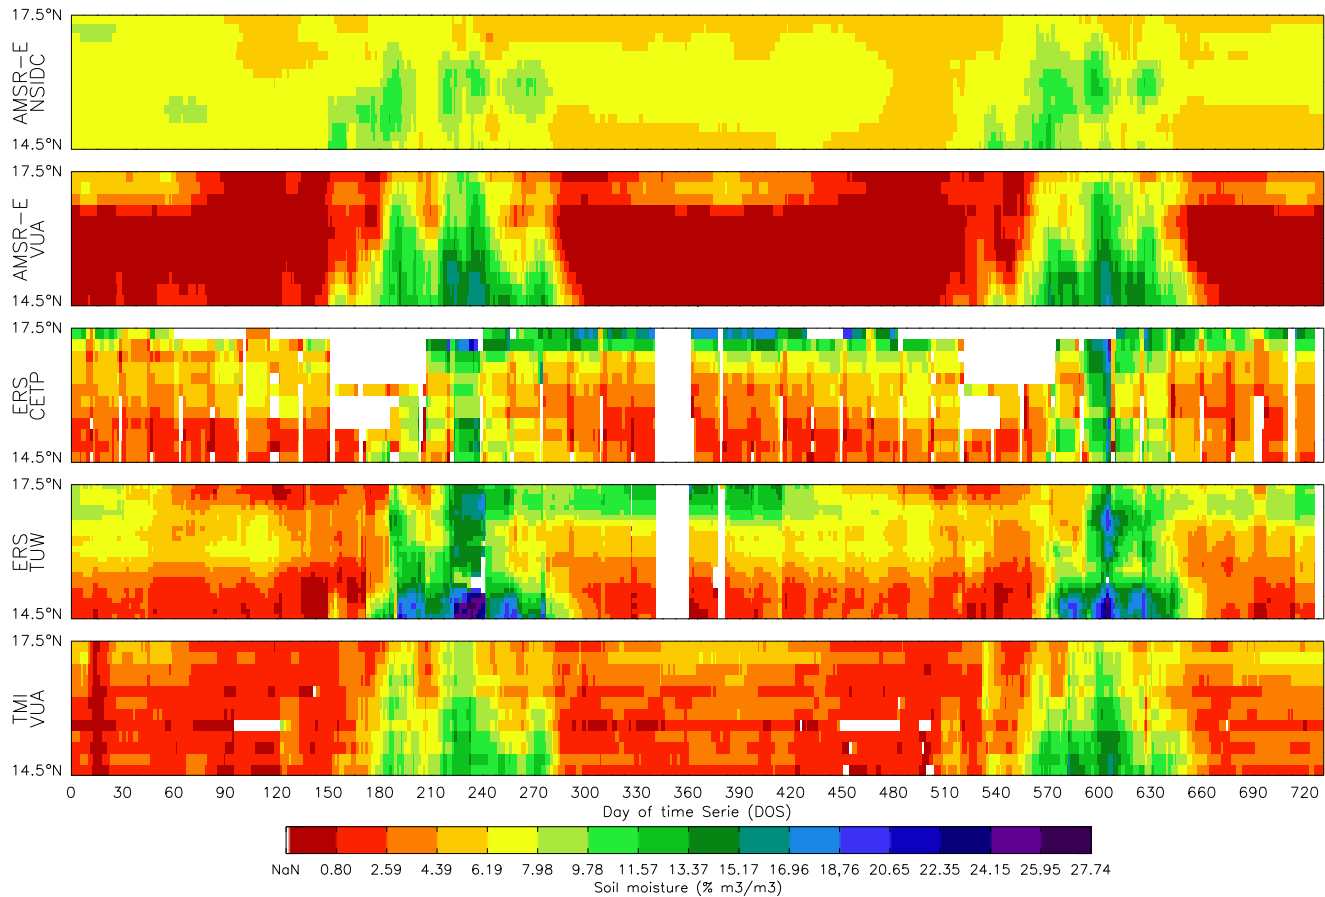 17.5°N
AMSR-E
NSIDC
14.5°N
17.5°N
AMSR-E
VUA
14.5°N
17.5°N
ERS
CETP
14.5°N
17.5°N
ERS
TUW
14.5°N
17.5°N
TMI
VUA
14.5°N
0 30 60 90 120 150 180 210 240 270 300 330 360 390 420 450 480 510 540 570 600 630 660 690 720
Day of time Serie (DOS)
NaN 0.80 2.59 4.39 6.19 7.98 9.78 11.57 13.37 15.17 16.96 18,76 20.65 22.35 24.15 25.95 27.74
Soil moisture (% m3/m3)